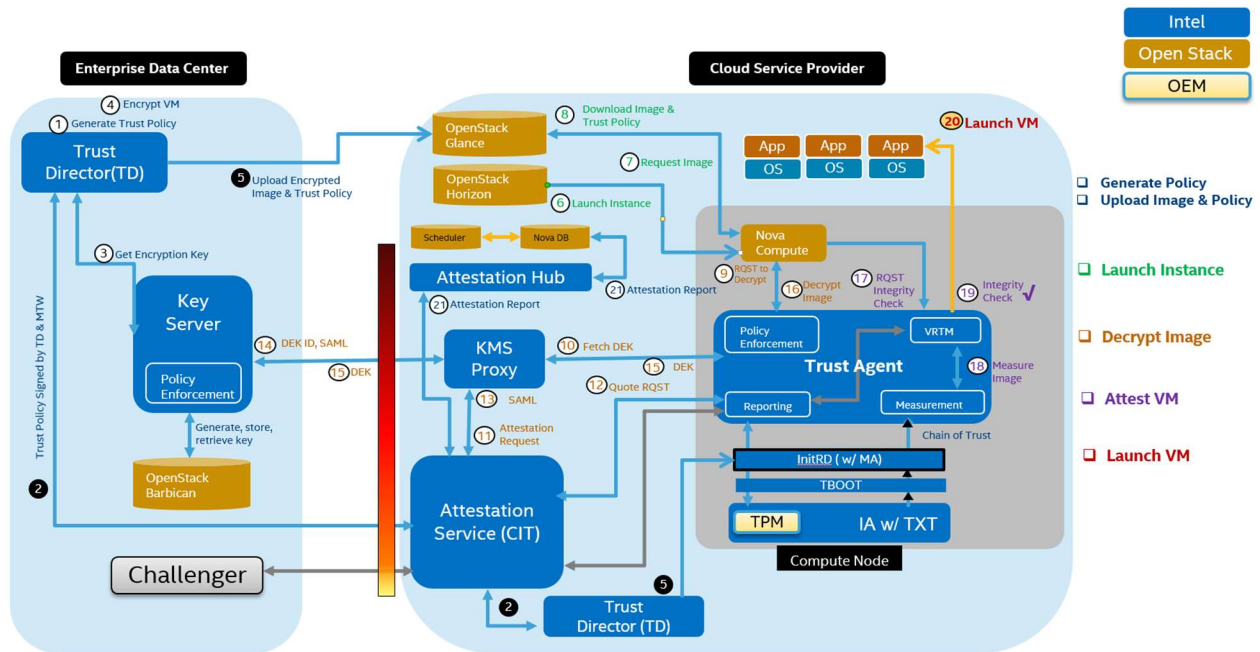 Intel
Open Stack
OEM
Enterprise Data Center
Cloud Service Provider
4 Encrypt VM
1 Generate Trust Policy
Trust
Director(TD)
5 Upload Encrypted
Image & Trust Policy
3 Get Encryption Key
Key
Server
Policy
Enforcement
Generate, store,
retrieve key
OpenStack
Barbican
Trust Policy Signed by TD & MTW
2
Challenger
14 DEK ID, SAML
15 DEK
OpenStack
Glance
OpenStack
Horizon
8 Download Image &
Trust Policy
7 Request Image
6 Launch Instance
Scheduler
Nova DB
Attestation Hub
21 Attestation Report
21 Attestation Report
KMS
Proxy
10 Fetch DEK
15 DEK
12 Quote RQST
13 SAML
11 Attestation
Request
Attestation
Service (CIT)
2
Trust
Director (TD)
5
20 Launch VM
App
App
App
OS
OS
OS
Nova
Compute
9 RQST to
Decrypt
16 Decrypt
Image
17 RQST
Integrity
Check
19 Integrity
Check √
Policy
Enforcement
VRTM
Trust Agent
18 Measure
Image
Reporting
Measurement
Chain of Trust
InitRD ( w/ MA)
TBOOT
TPM
IA w/ TXT
Compute Node
Generate Policy
Upload Image & Policy
Launch Instance
Decrypt Image
Attest VM
Launch VM